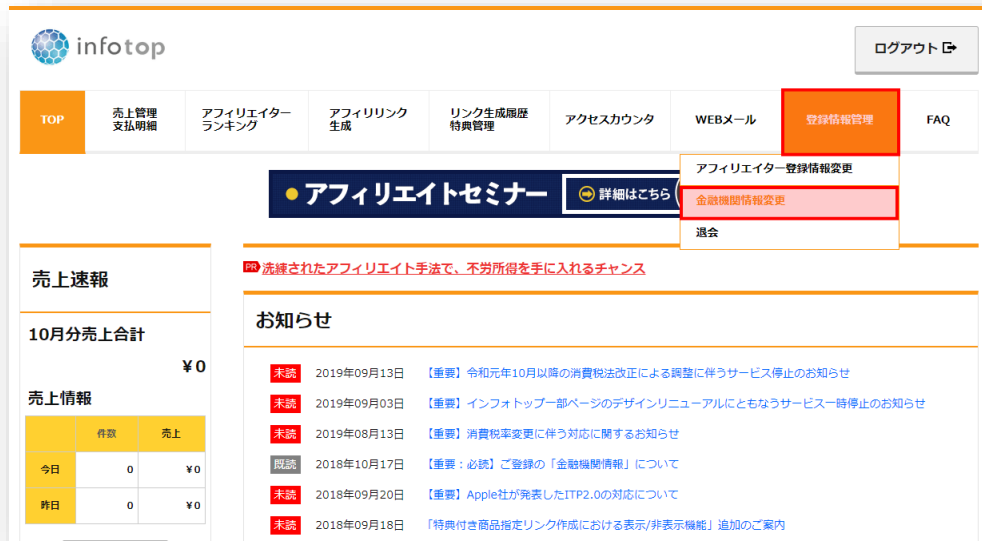 infotop
ログアウト
TOP
売上管理
支払明細
アフィリエイター
ランキング
アフィリリンク
生成
リンク生成履歴
特典管理
アクセスカウンタ
WEBメール
登録情報管理
FAQ
アフィリエイター登録情報変更
金融機関情報変更
退会
アフィリエイトセミナー
詳細はこちら
売上速報
10月分売上合計
¥0
売上情報
件数 売上
今日 0 ¥0
昨日 0 ¥0
PR 洗練されたアフィリエイト手法で、不労所得を手に入れるチャンス
お知らせ
未読 2019年09月13日 【重要】令和元年10月以降の消費税法改正による調整に伴うサービス停止のお知らせ
未読 2019年09月03日 【重要】インフォトップ一部ページのデザインリニューアルにともなうサービス一時停止のお知らせ
未読 2019年08月13日 【重要】消費税率変更に伴う対応に関するお知らせ
既読 2018年10月17日 【重要：必読】ご登録の「金融機関情報」について
未読 2018年09月20日 【重要】Apple社が発表したITP2.0の対応について
未読 2018年09月18日 「特典付き商品指定リンク作成における表示/非表示機能」追加のご案内